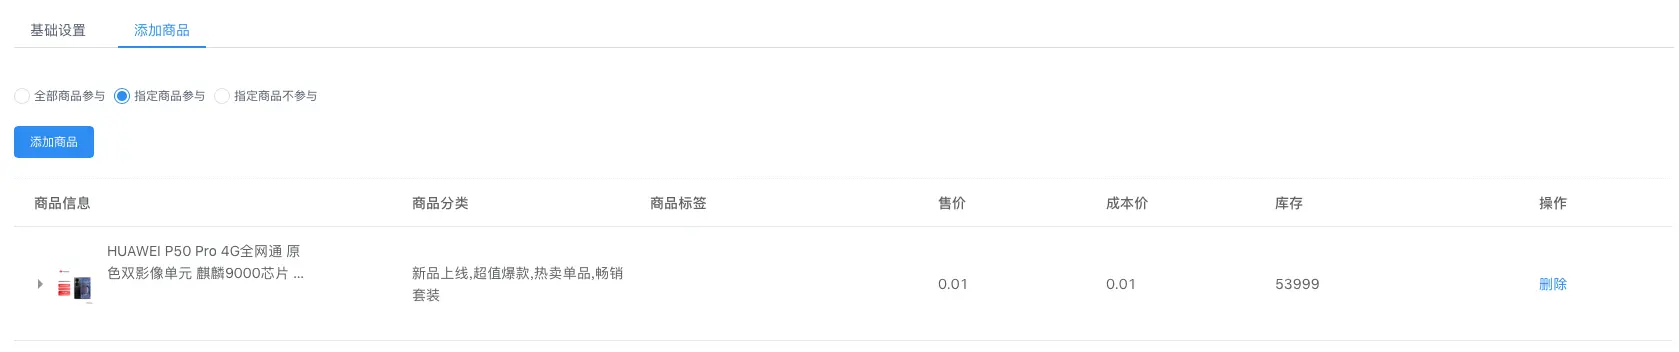 基础设置 添加商品
全部商品参与 指定商品参与 指定商品不参与
添加商品
商品信息 商品分类 商品标签 售价 成本价 库存 操作
HUAWEI P50 Pro 4G全网通 原
色双影像单元 麒麟9000芯片 ...
新品上线,超值爆款,热卖单品,畅销
套装
0.01 0.01 53999 删除